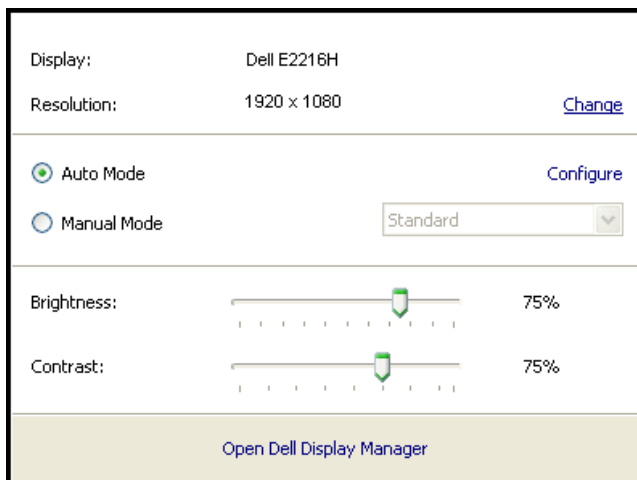 Display: Dell E2216H
Resolution: 1920 x 1080 Change
Auto Mode Configure
Manual Mode Standard
Brightness: 75%
Contrast: 75%
Open Dell Display Manager